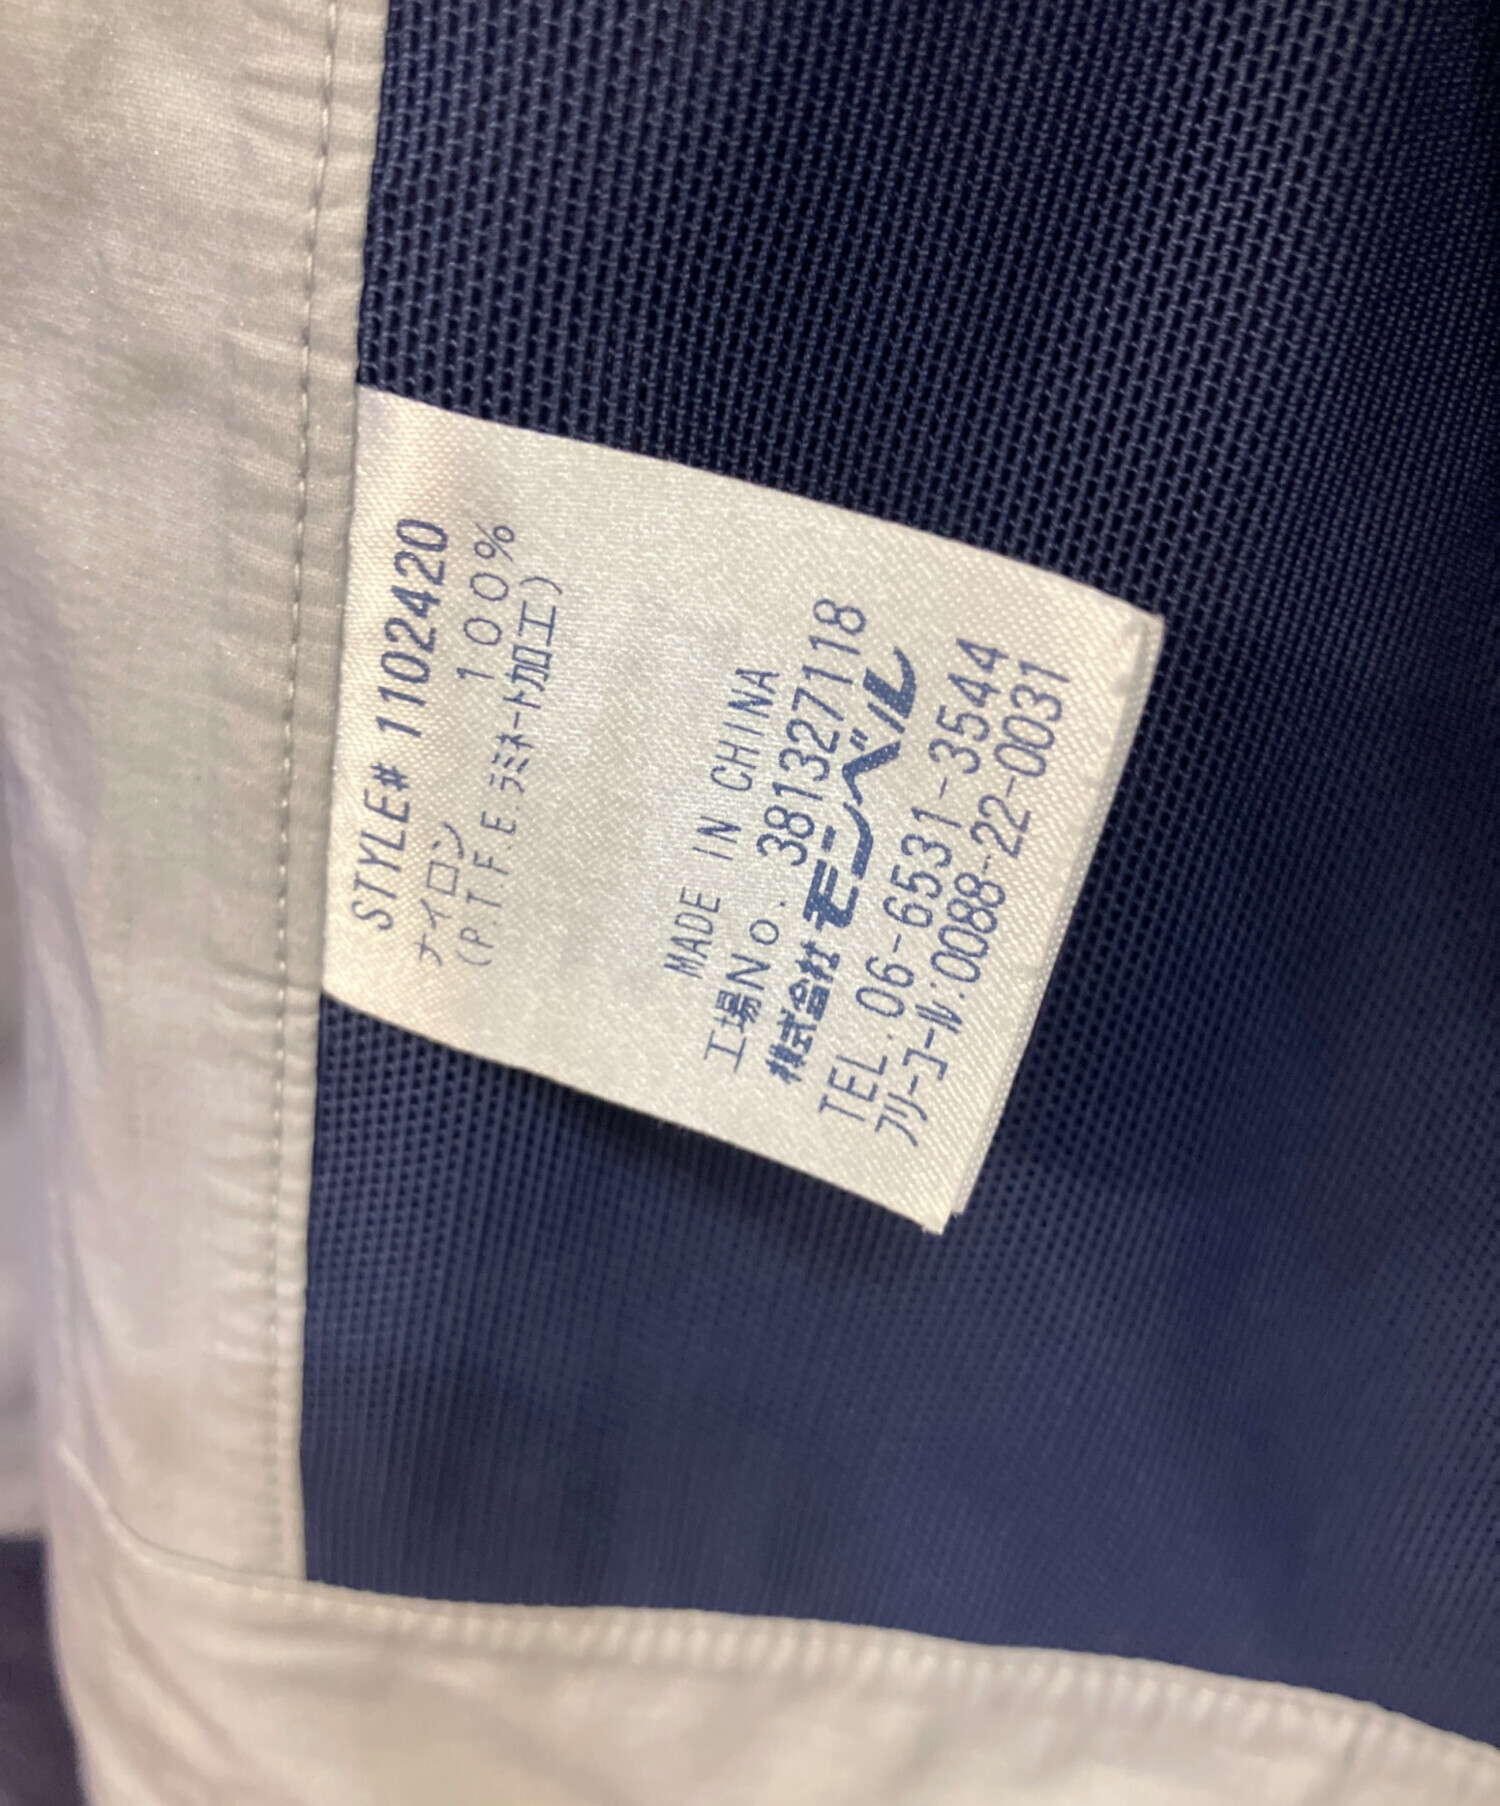 STYLE# 1102420
ナイロン 100%
(P.T.F.E.ラミネート加工)
MADE IN CHINA
工場No. 381327118
株式会社モンベル
TEL.06-6531-3544
フリーコール:0088-22-0031